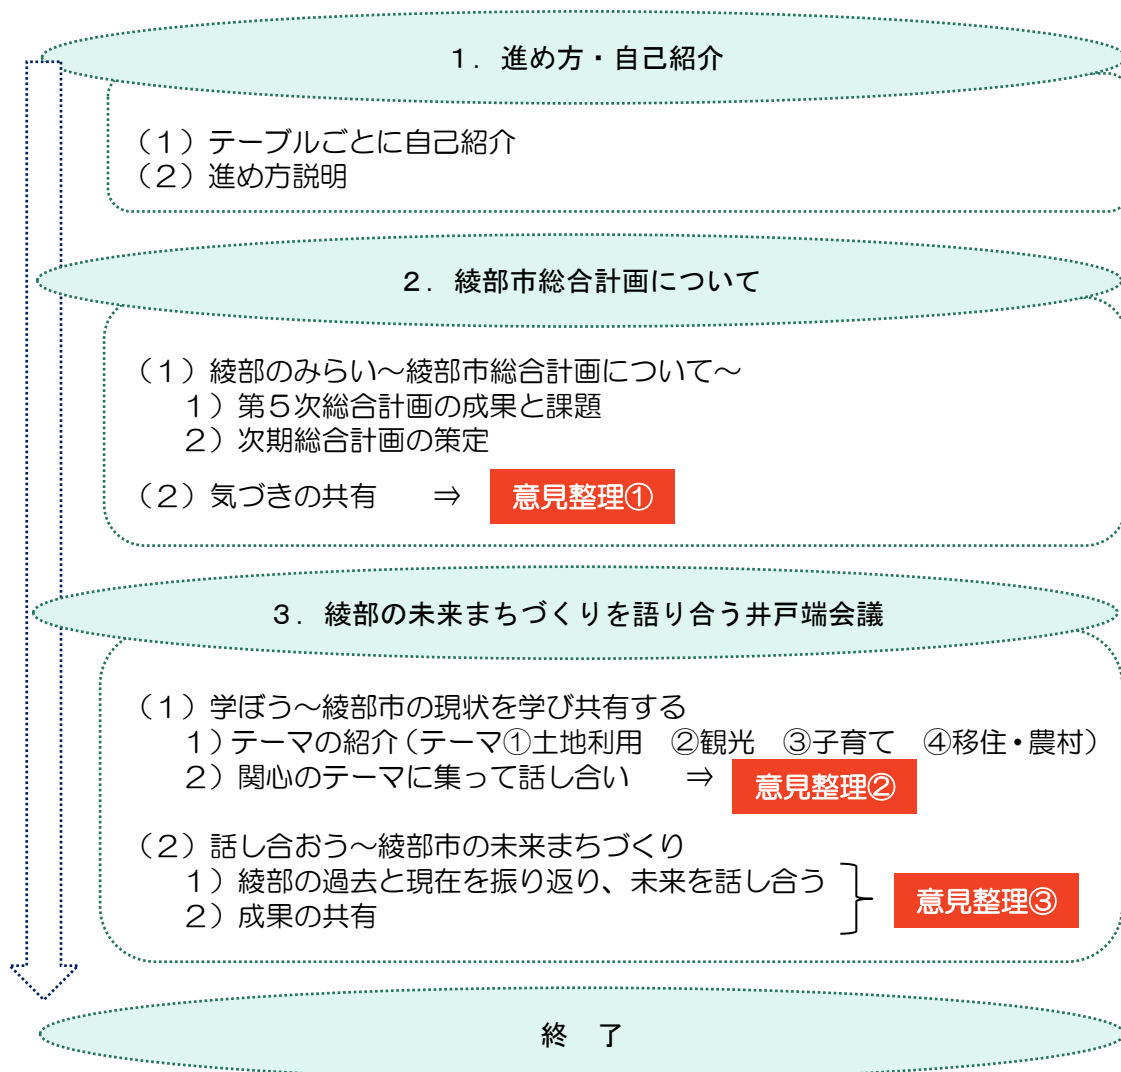 １．進め方・自己紹介
（１）テーブルごとに自己紹介
（２）進め方説明
２．綾部市総合計画について
（１）綾部のみらい～綾部市総合計画について～
１）第５次総合計画の成果と課題
２）次期総合計画の策定
（２）気づきの共有　　⇒　意見整理①
３．綾部の未来まちづくりを語り合う井戸端会議
（１）学ぼう～綾部市の現状を学び共有する
１）テーマの紹介（テーマ①土地利用　②観光　③子育て　④移住・農村）
２）関心のテーマに集って話し合い　　⇒　意見整理②
（２）話し合おう～綾部市の未来まちづくり
１）綾部の過去と現在を振り返り、未来を話し合う
２）成果の共有
意見整理③
終　了